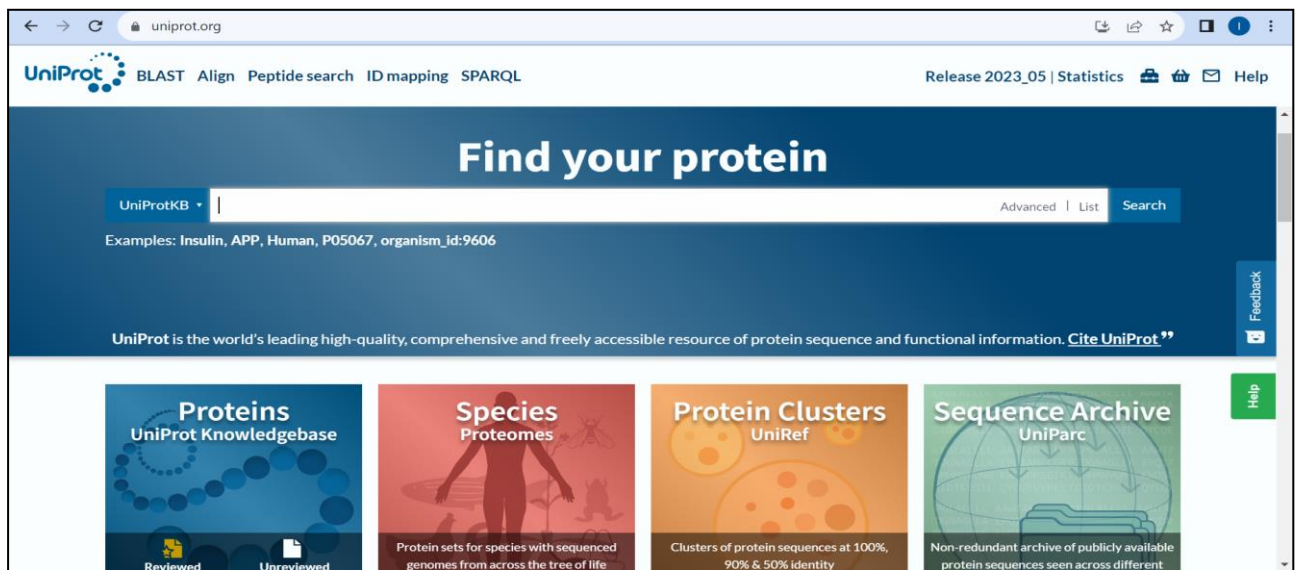 uniprot.org
UniProt BLAST Align Peptide search ID mapping SPARQL Release 2023_05 | Statistics Help
Find your protein
UniProtKB Advanced | List Search
Examples: Insulin, APP, Human, P05067, organism_id:9606
Feedback
UniProt is the world's leading high-quality, comprehensive and freely accessible resource of protein sequence and functional information. Cite UniProt ”
Help
Proteins
UniProt Knowledgebase
Reviewed Unreviewed
Species
Proteomes
Protein sets for species with sequenced
genomes from across the tree of life
Protein Clusters
UniRef
Clusters of protein sequences at 100%,
90% & 50% identity
Sequence Archive
UniParc
Non-redundant archive of publicly available
protein sequences seen across different